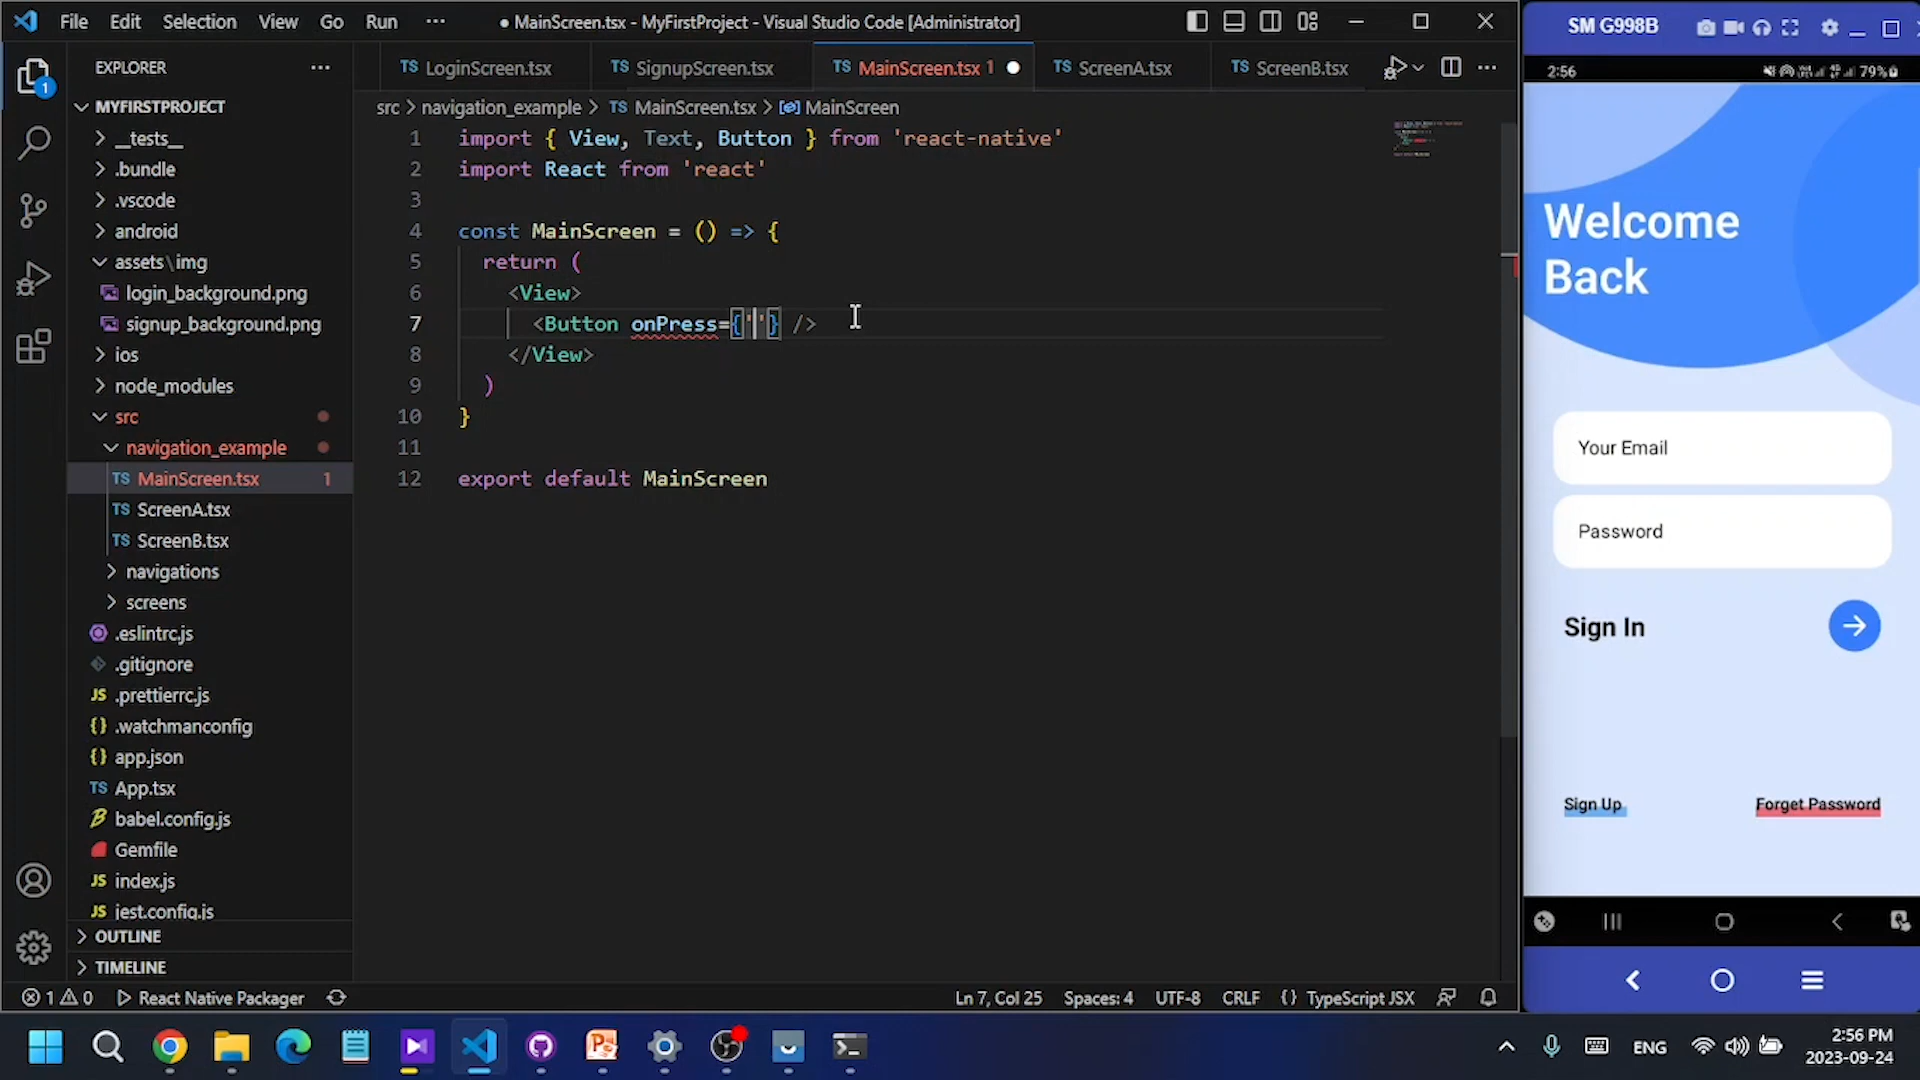 File Edit Selection View Go Run ··· ● MainScreen.tsx - MyFirstProject - Visual Studio Code [Administrator]
EXPLORER ···
1
MYFIRSTPROJECT
__tests__
.bundle
.vscode
android
assets\img
login_background.png
signup_background.png
ios
node_modules
src
navigation_example
TS MainScreen.tsx 1
TS ScreenA.tsx
TS ScreenB.tsx
navigations
screens
.eslintrc.js
.gitignore
JS .prettierrc.js
{} .watchmanconfig
{} app.json
TS App.tsx
babel.config.js
Gemfile
JS index.js
JS jest.config.js
OUTLINE
TIMELINE
TS LoginScreen.tsx TS SignupScreen.tsx TS MainScreen.tsx 1 ● TS ScreenA.tsx TS ScreenB.tsx ···
src > navigation_example > TS MainScreen.tsx > MainScreen
1 import { View, Text, Button } from 'react-native'
2 import React from 'react'
3
4 const MainScreen = () => {
5 return (
6 <View>
7 <Button onPress={''} />
8 </View>
9 )
10 }
11
12 export default MainScreen
1 0 React Native Packager Ln 7, Col 25 Spaces: 4 UTF-8 CRLF {} TypeScript JSX
SM G998B
2:56 79%
Welcome
Back
Your Email
Password
Sign In
Sign Up Forget Password
ENG 2:56 PM
2023-09-24